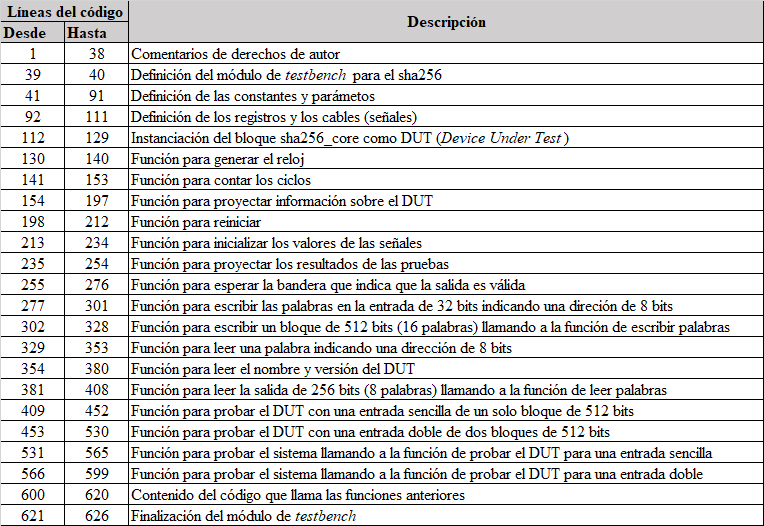 Líneas del código Descripción
Desde Hasta
1 38 Comentarios de derechos de autor
39 40 Definición del módulo de testbench para el sha256
41 91 Definición de las constantes y parámetos
92 111 Definición de los registros y los cables (señales)
112 129 Instanciación del bloque sha256_core como DUT (Device Under Test)
130 140 Función para generar el reloj
141 153 Función para contar los ciclos
154 197 Función para proyectar información sobre el DUT
198 212 Función para reiniciar
213 234 Función para inicializar los valores de las señales
235 254 Función para proyectar los resultados de las pruebas
255 276 Función para esperar la bandera que indica que la salida es válida
277 301 Función para escribir las palabras en la entrada de 32 bits indicando una direción de 8 bits
302 328 Función para escribir un bloque de 512 bits (16 palabras) llamando a la función de escribir palabras
329 353 Función para leer una palabra indicando una dirección de 8 bits
354 380 Función para leer el nombre y versión del DUT
381 408 Función para leer la salida de 256 bits (8 palabras) llamando a la función de leer palabras
409 452 Función para probar el DUT con una entrada sencilla de un solo bloque de 512 bits
453 530 Función para probar el DUT con una entrada doble de dos bloques de 512 bits
531 565 Función para probar el sistema llamando a la función de probar el DUT para una entrada sencilla
566 599 Función para probar el sistema llamando a la función de probar el DUT para una entrada doble
600 620 Contenido del código que llama las funciones anteriores
621 626 Finalización del módulo de testbench